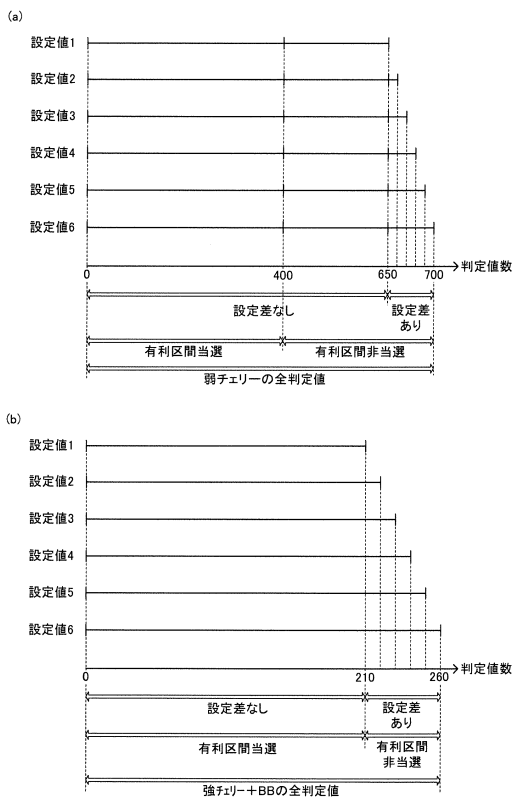 (a)
設定値1
設定値2
設定値3
設定値4
設定値5
設定値6
0 400 650 700 判定値数
設定差なし 設定差
あり
有利区間当選 有利区間非当選
弱チェリーの全判定値
(b)
設定値1
設定値2
設定値3
設定値4
設定値5
設定値6
0 210 260 判定値数
設定差なし 設定差
あり
有利区間当選 有利区間
非当選
強チェリー+BBの全判定値